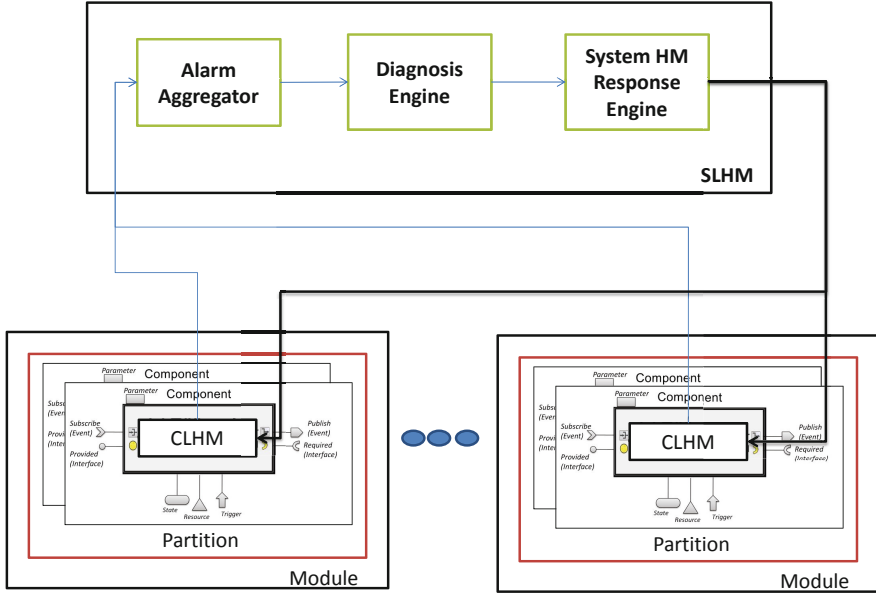 Alarm
Aggregator
Diagnosis
Engine
System HM
Response
Engine
SLHM
Parameter
Component
Parameter
Component
Subscribe
(Event)
Provided
(Interface)
CLHM
Publish
(Event)
Required
(Interface)
State
Resource
Trigger
Partition
Module
Parameter
Component
Parameter
Component
Subscribe
(Event)
Provided
(Interface)
CLHM
Publish
(Event)
Required
(Interface)
State
Resource
Trigger
Partition
Module